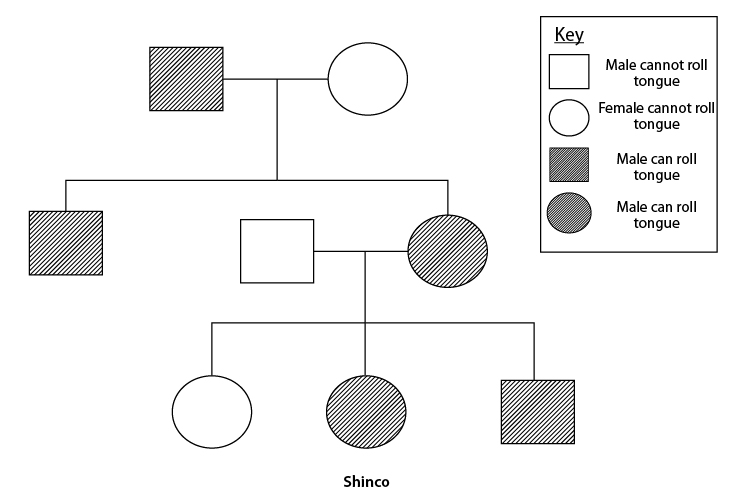 Key
Male cannot roll
tongue
Female cannot roll
tongue
Male can roll
tongue
Male can roll
tongue
Shinco